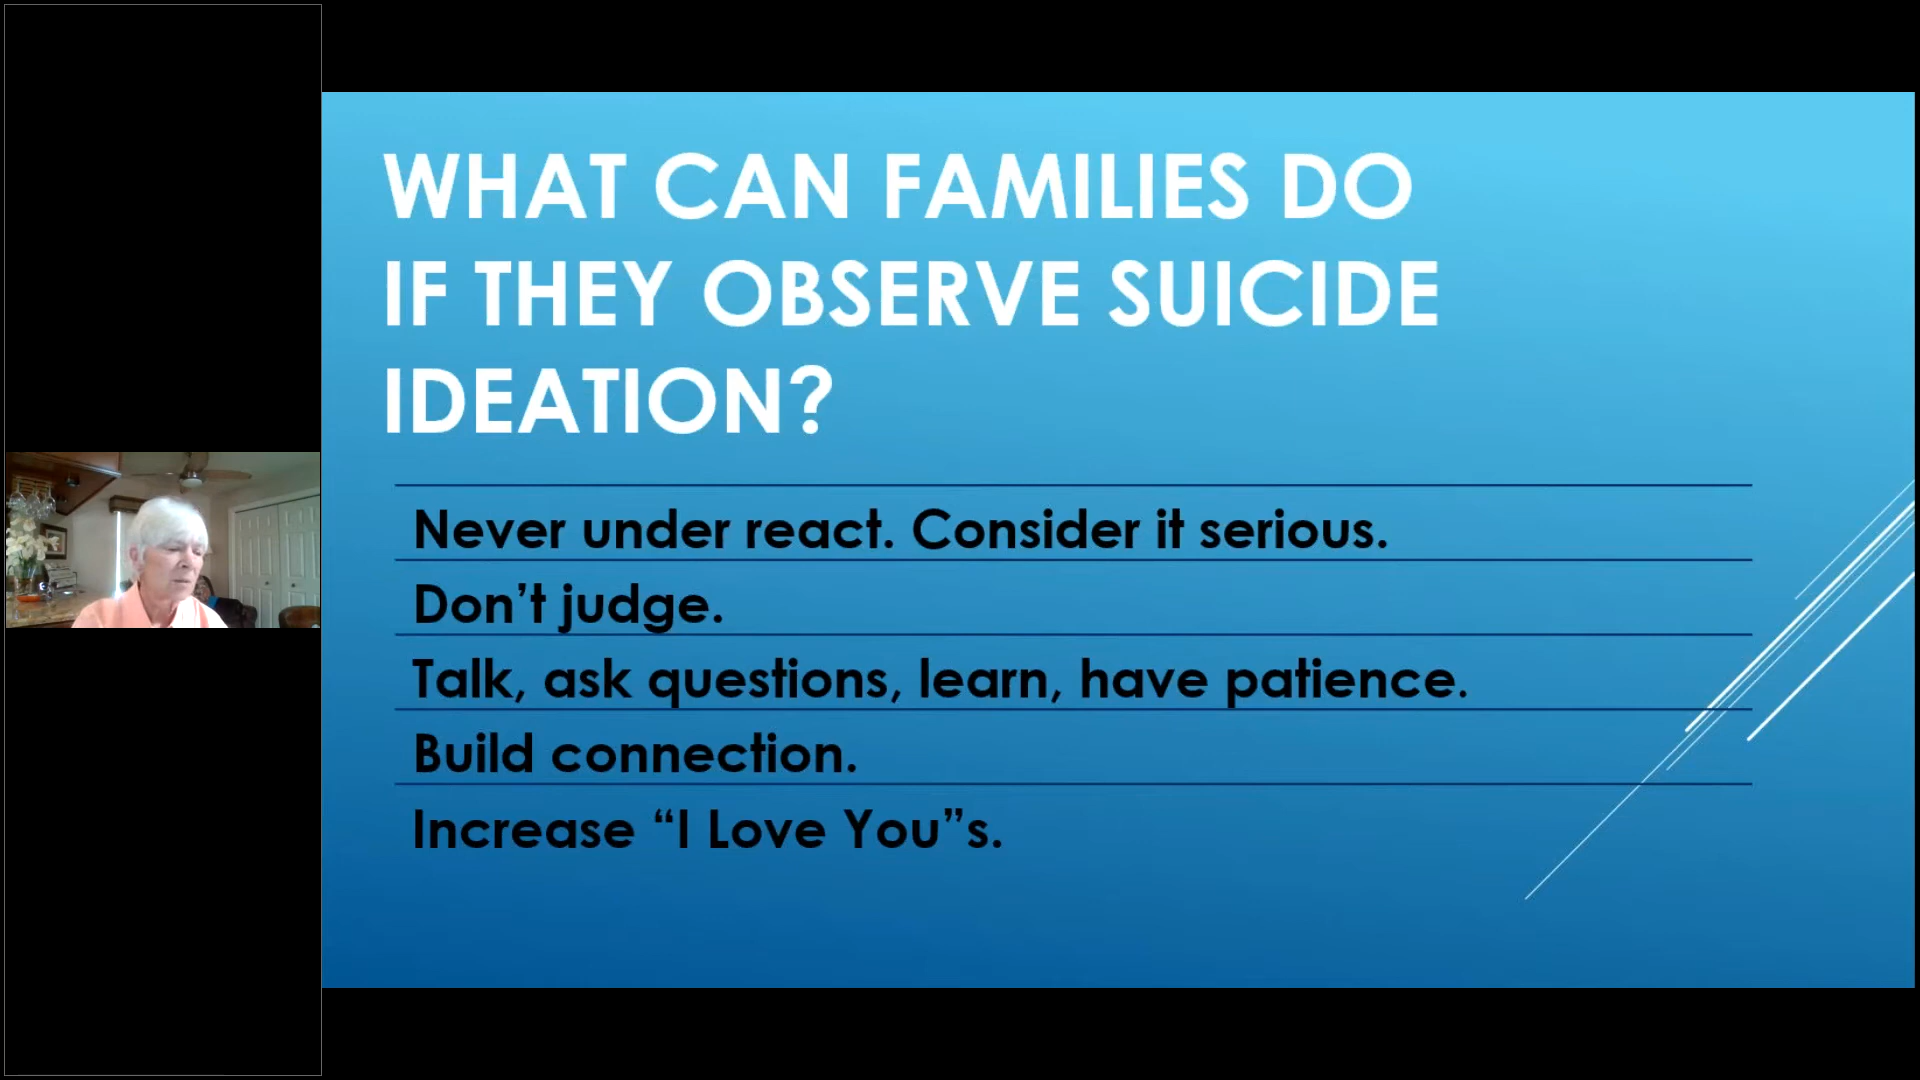 WHAT CAN FAMILIES DO
IF THEY OBSERVE SUICIDE
IDEATION?
Never under react. Consider it serious.
Don’t judge.
Talk, ask questions, learn, have patience.
Build connection.
Increase “I Love You”s.